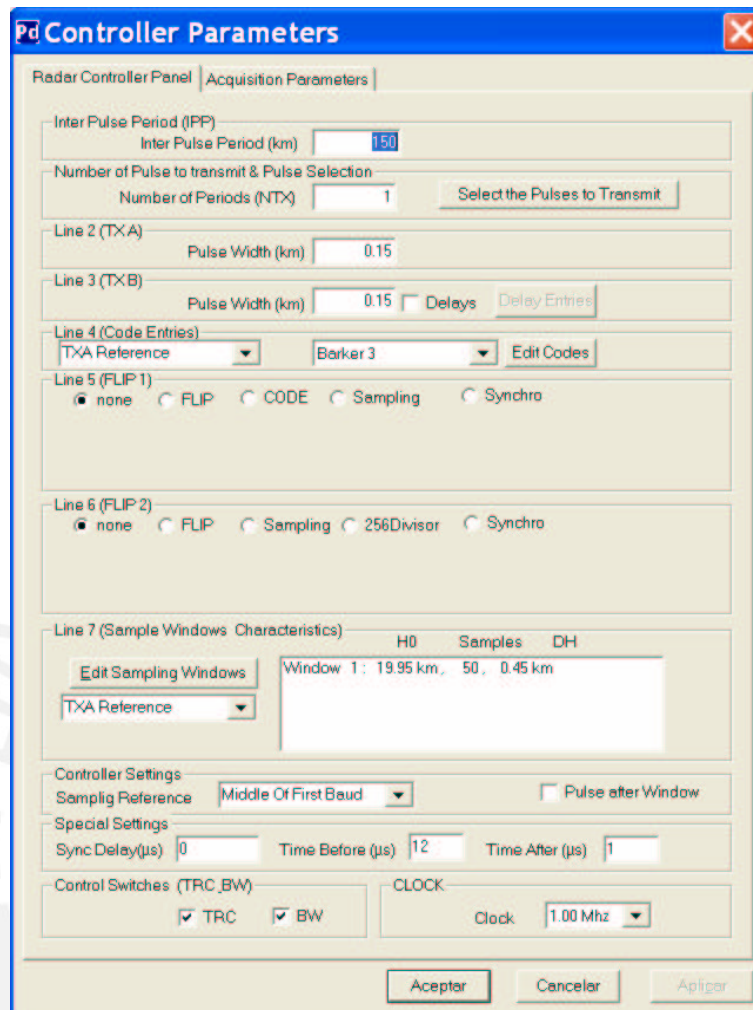 Pd Controller Parameters
Radar Controller Panel Acquisition Parameters
Inter Pulse Period (IPP)
Inter Pulse Period (km) 150
Number of Pulse to transmit & Pulse Selection
Number of Periods (NTX) 1 Select the Pulses to Transmit
Line 2 (TXA)
Pulse Width (km) 0.15
Line 3 (TXB)
Pulse Width (km) 0.15 Delays Delay Entries
Line 4 (Code Entries)
TXA Reference Barker 3 Edit Codes
Line 5 (FLIP 1)
none FLIP CODE Sampling Synchro
Line 6 (FLIP 2)
none FLIP Sampling 256Divisor Synchro
Line 7 (Sample Windows Characteristics)
H0 Samples DH
Edit Sampling Windows
Window 1 : 19.95 km, 50, 0.45 km
TXA Reference
Controller Settings
Samplig Reference Middle Of First Baud Pulse after Window
Special Settings
Sync Delay(µs) 0 Time Before (µs) 12 Time After (µs) 1
Control Switches (TRC_BW) CLOCK
TRC BW Clock 1.00 Mhz
Aceptar Cancelar Apligar